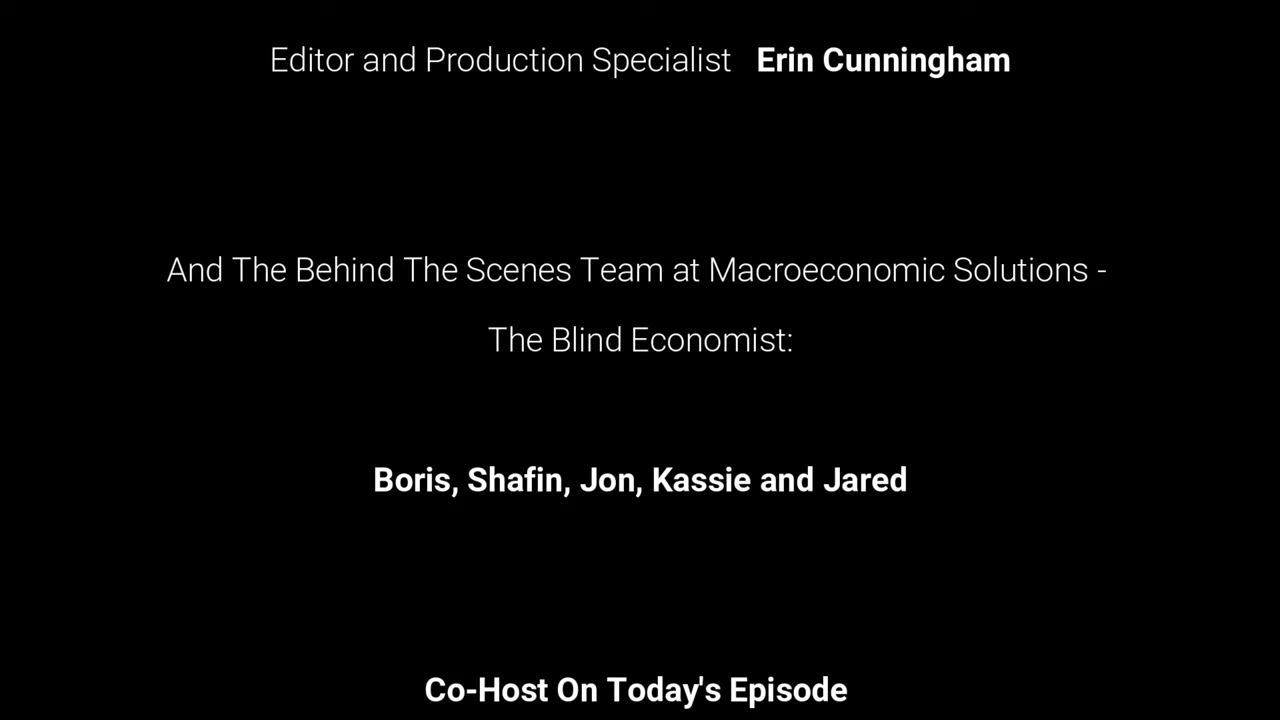 Editor and Production Specialist Erin Cunningham
And The Behind The Scenes Team at Macroeconomic Solutions -
The Blind Economist:
Boris, Shafin, Jon, Kassie and Jared
Co-Host On Today's Episode